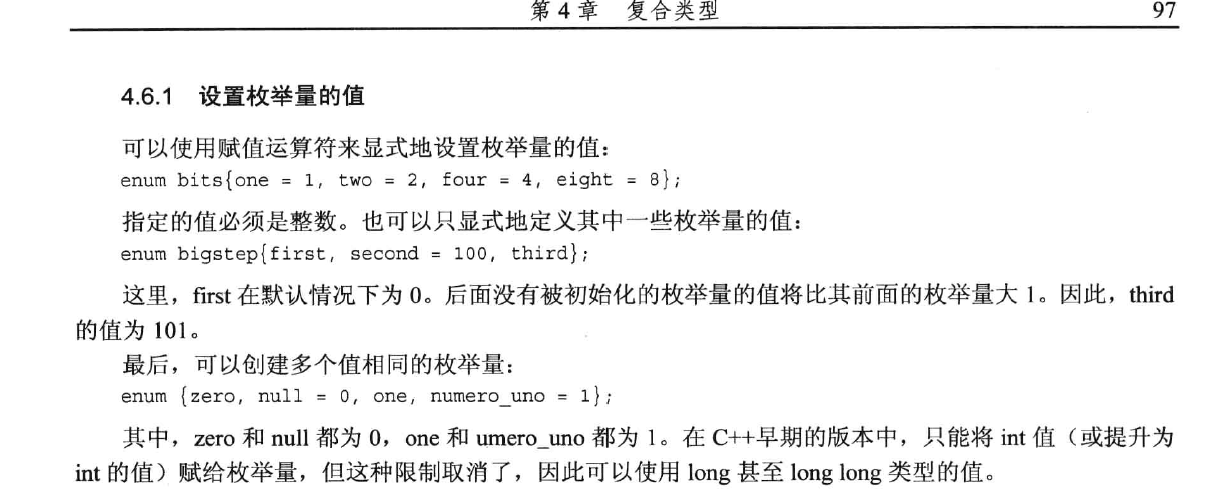 第 4 章 复合类型 97
4.6.1 设置枚举量的值
可以使用赋值运算符来显式地设置枚举量的值：
enum bits{one = 1, two = 2, four = 4, eight = 8};
指定的值必须是整数。也可以只显式地定义其中一些枚举量的值：
enum bigstep{first, second = 100, third};
这里，first 在默认情况下为 0。后面没有被初始化的枚举量的值将比其前面的枚举量大 1。因此，third
的值为 101。
最后，可以创建多个值相同的枚举量：
enum {zero, null = 0, one, numero_uno = 1};
其中，zero 和 null 都为 0，one 和 umero_uno 都为 1。在 C++早期的版本中，只能将 int 值（或提升为
int 的值）赋给枚举量，但这种限制取消了，因此可以使用 long 甚至 long long 类型的值。